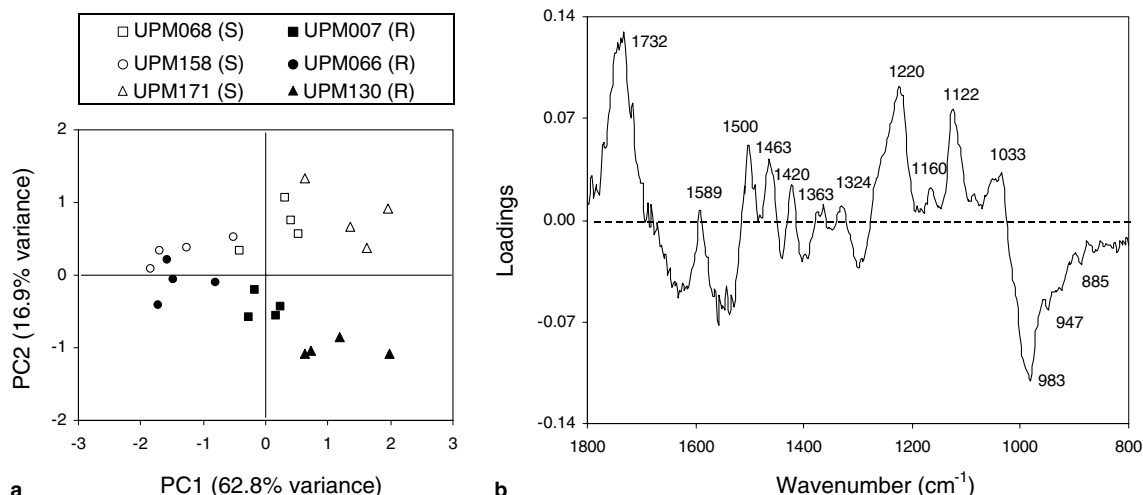 UPM068 (S) UPM007 (R)
UPM158 (S) UPM066 (R)
UPM171 (S) UPM130 (R)
2
1
0
-1
-2
-3 -2 -1 0 1 2 3
PC2 (16.9% variance)
PC1 (62.8% variance)
a
0.14
0.07
0.00
-0.07
-0.14
Loadings
1732
1589
1500
1463
1420
1363
1324
1220
1160
1122
1033
983
947
885
1800 1600 1400 1200 1000 800
Wavenumber (cm-1)
b